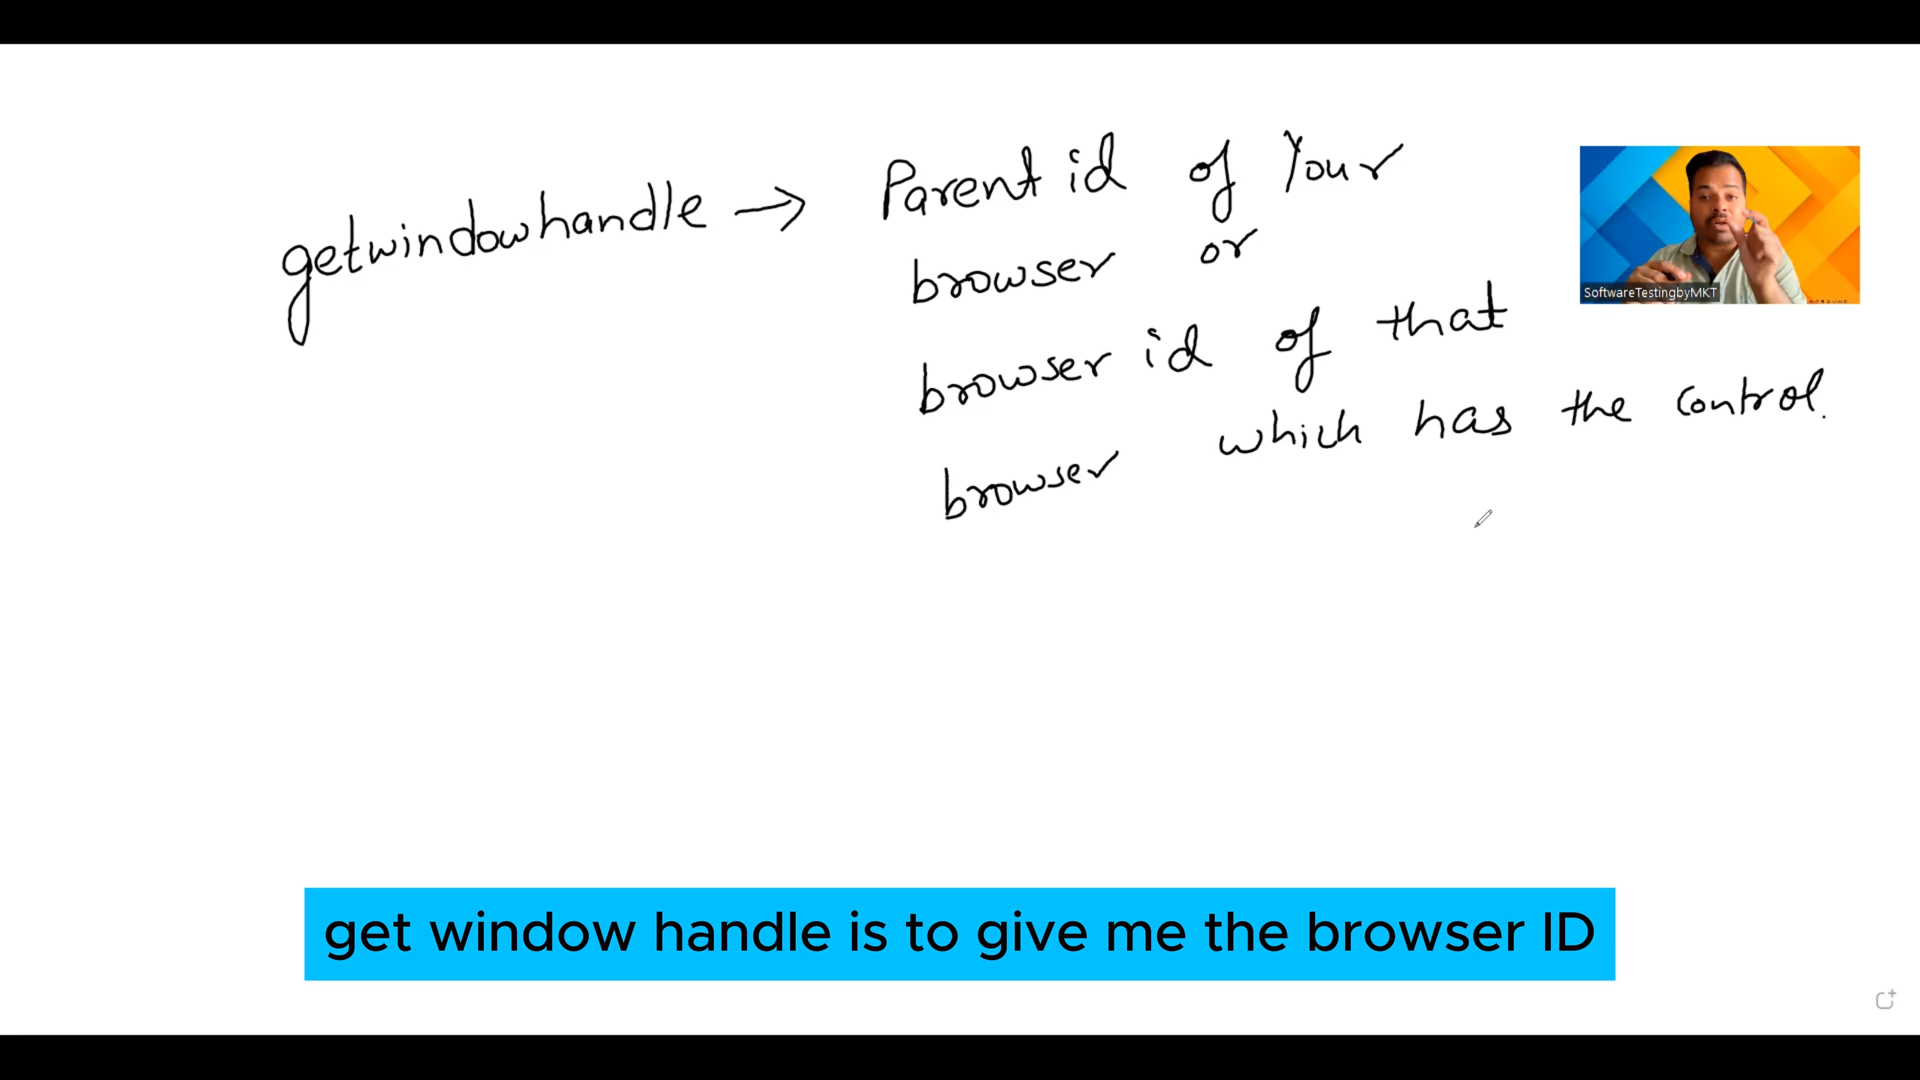 getwindowhandle → Parent id of Your
browser or
browser id of that
browser which has the control.
SoftwareTestingbyMKT
get window handle is to give me the browser ID